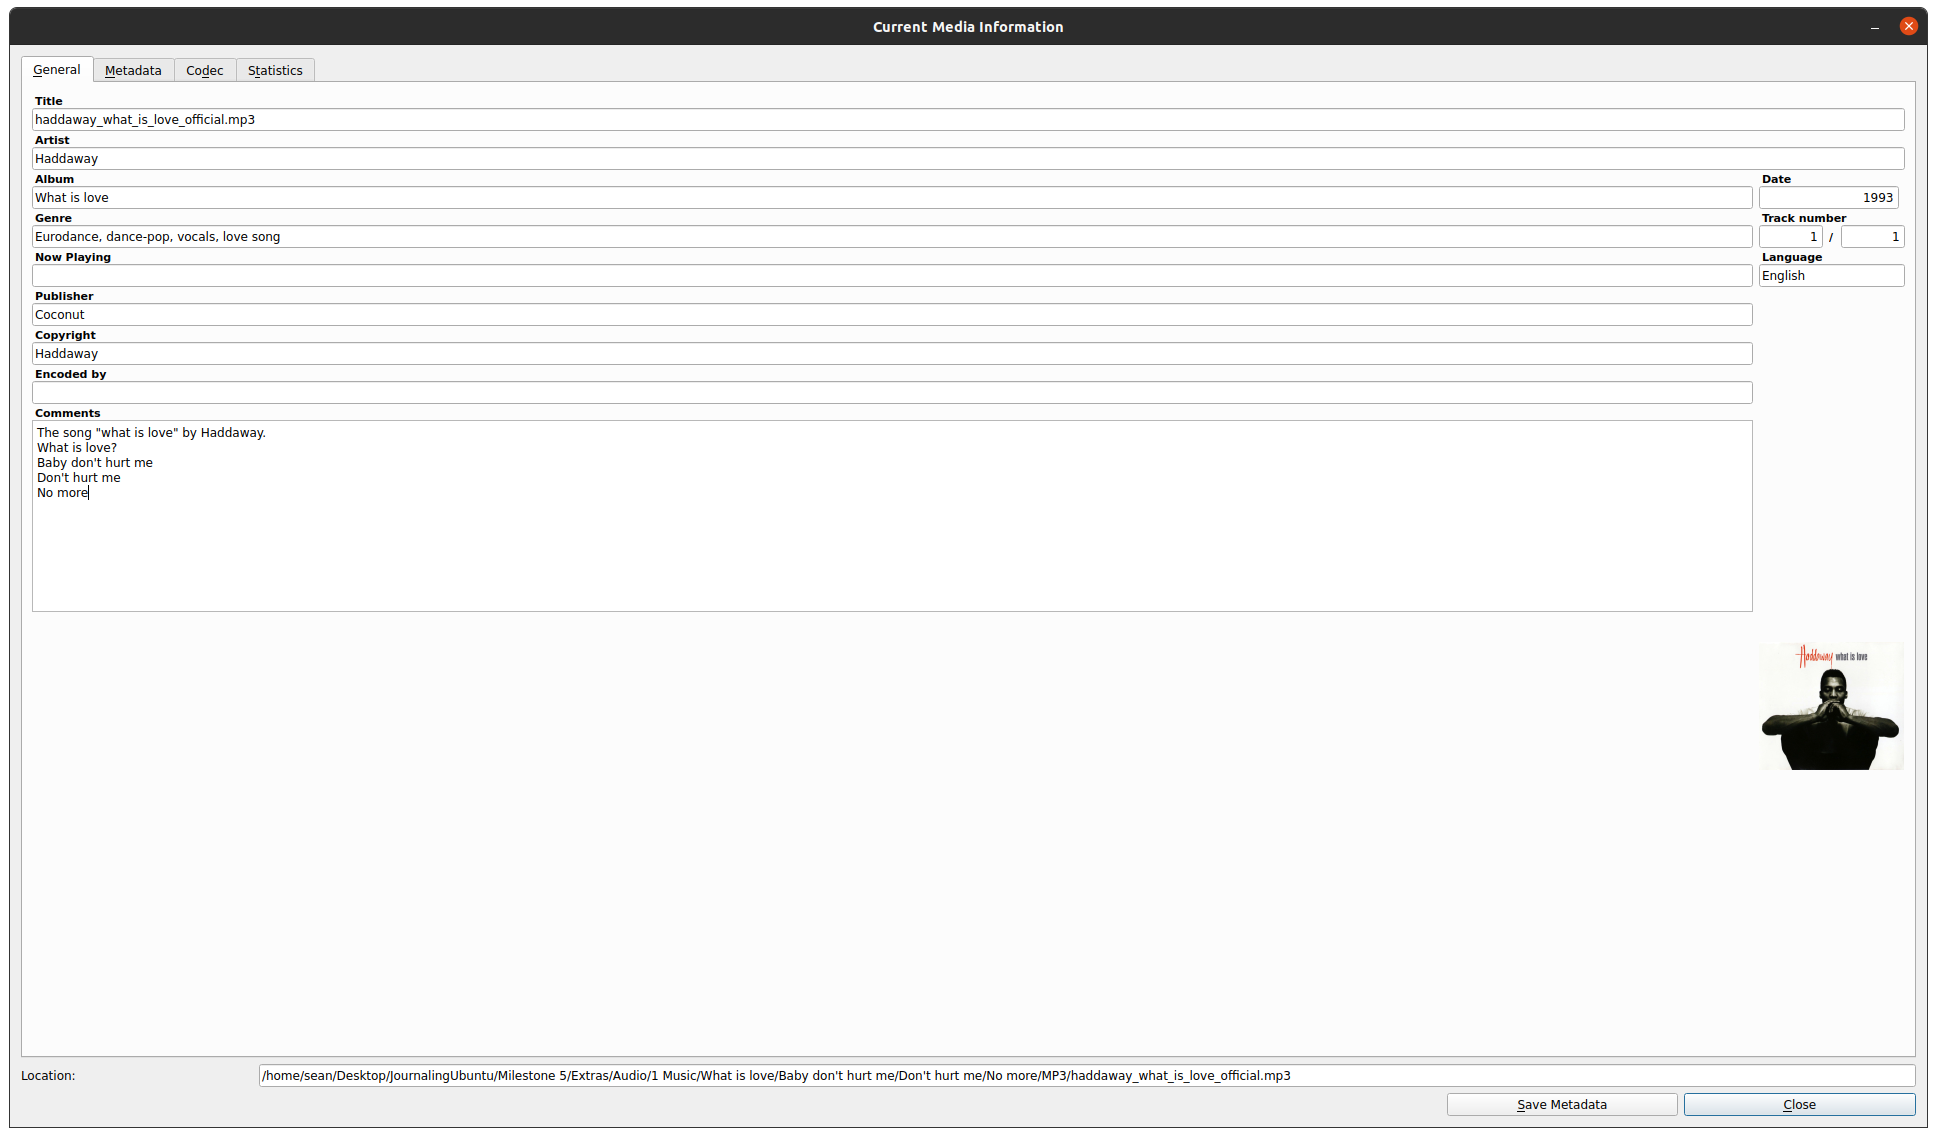 Current Media Information
General Metadata Codec Statistics
Title
haddaway_what_is_love_official.mp3
Artist
Haddaway
Album
What is love
Date
1993
Genre
Eurodance, dance-pop, vocals, love song
Track number
1 / 1
Now Playing
Language
English
Publisher
Coconut
Copyright
Haddaway
Encoded by
Comments
The song "what is love" by Haddaway.
What is love?
Baby don't hurt me
Don't hurt me
No more
Haddaway what is love
Location: /home/sean/Desktop/JournalingUbuntu/Milestone 5/Extras/Audio/1 Music/What is love/Baby don't hurt me/Don't hurt me/No more/MP3/haddaway_what_is_love_official.mp3
Save Metadata Close